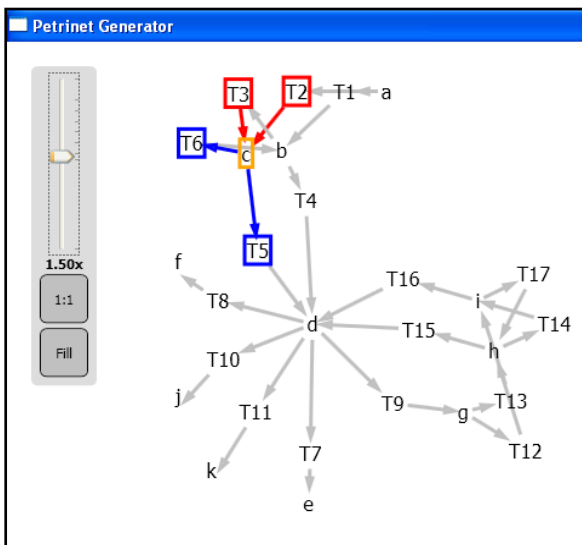 Petrinet Generator
T3
T2
T1
a
T6
c
b
T4
T5
1.50x
f
T16
T17
1:1
T8
i
d
T15
T14
Fill
T10
h
j
T11
T9
g
T13
k
T7
T12
e